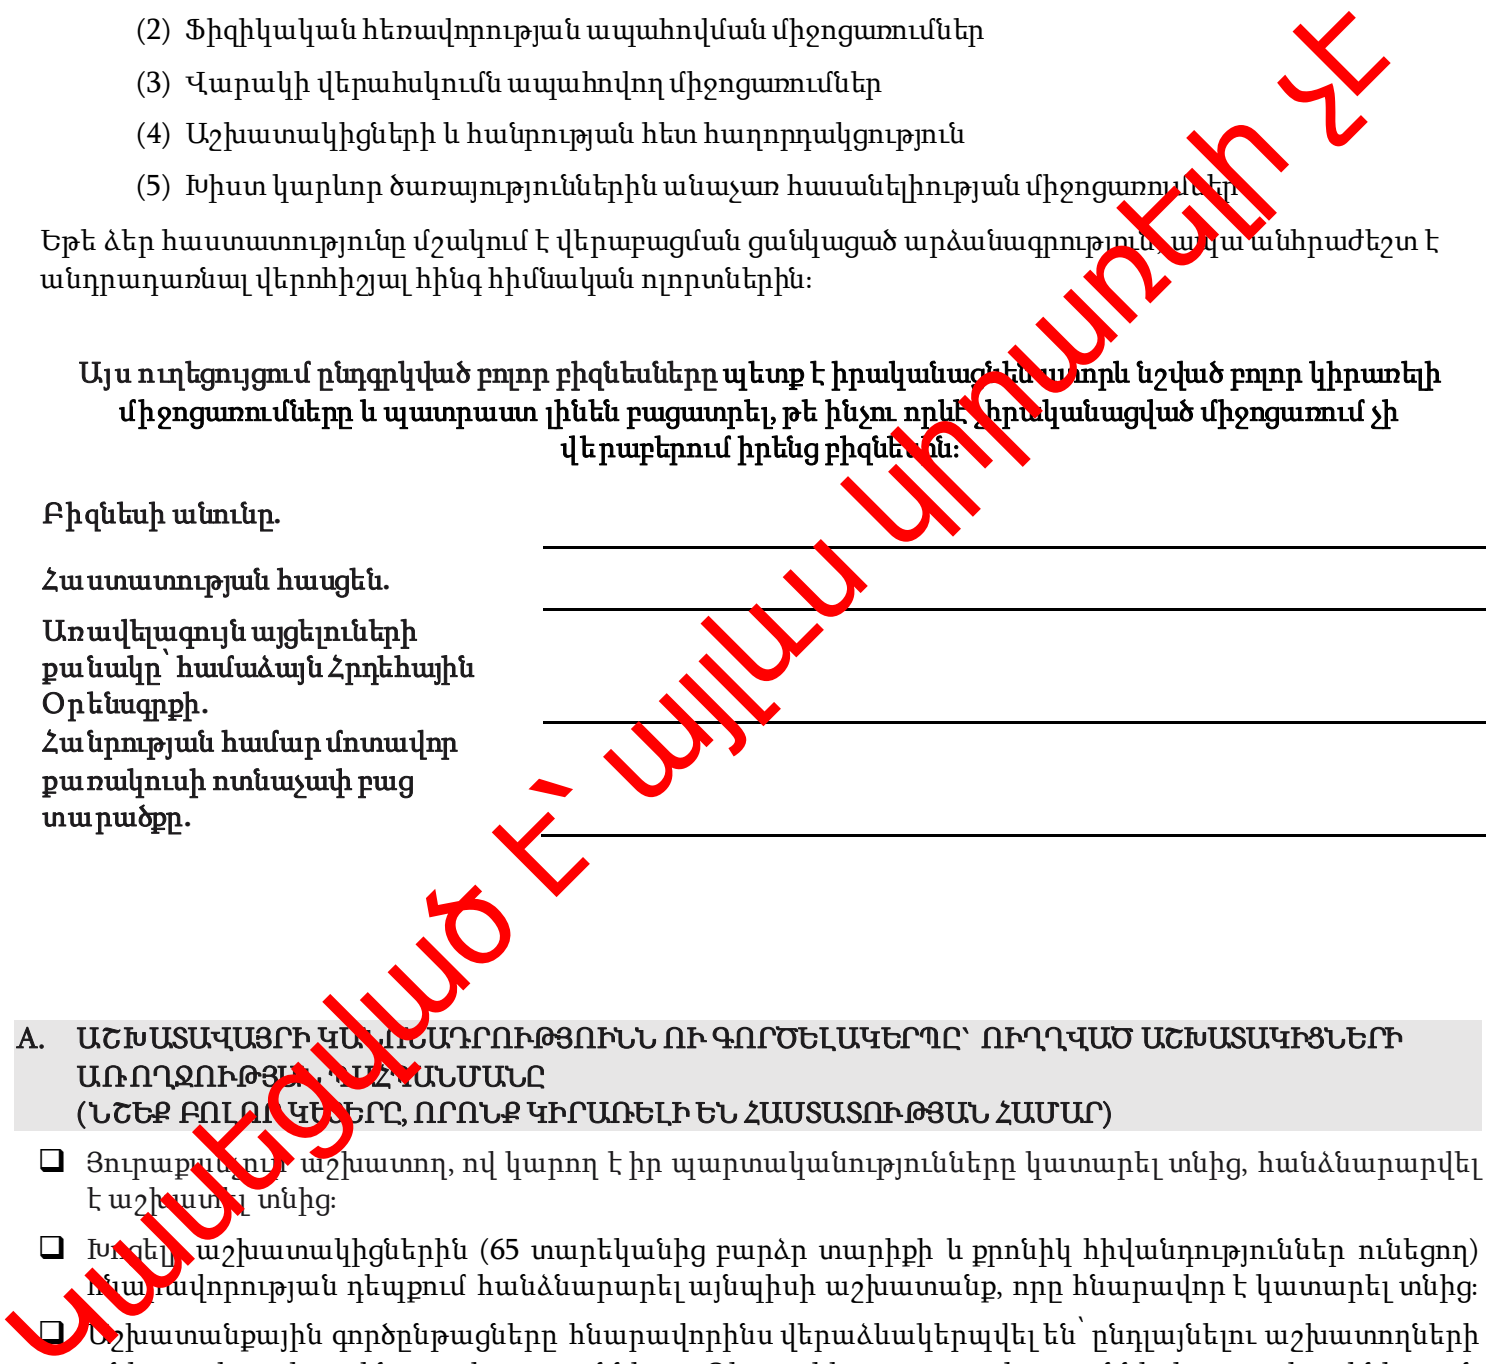 (2) Ֆիզիկական հեռավորության ապահովման միջոցառումներ
(3) Վարակի վերահսկումն ապահովող միջոցառումներ
(4) Աշխատակիցների և հանրության հետ հաղորդակցություն
(5) Խիստ կարևոր ծառայություններին անաչառ հասանելիության միջոցառումներ
Եթե ձեր հաստատությունը մշակում է վերաբացման ցանկացած արձանագրություն, ապա անհրաժեշտ է
անդրադառնալ վերոհիշյալ հինգ հիմնական ոլորտներին։
Այս ուղեցույցում ընդգրկված բոլոր բիզնեսները պետք է իրականացնեն ստորև նշված բոլոր կիրառելի
միջոցառումները և պատրաստ լինեն բացատրել, թե ինչու որևէ չիրականացված միջոցառում չի
վերաբերում իրենց բիզնեսին։
Բիզնեսի անունը.
Հաստատության հասցեն.
Առավելագույն այցելուների
քանակը՝ համաձայն Հրդեհային
Օրենսգրքի.
Հանրության համար մոտավոր
քառակուսի ոտնաչափ բաց
տարածքը.
A. ԱՇԽԱՏԱՎԱՅՐԻ ԿԱՆՈՆԱԴՐՈՒԹՅՈՒՆՆ ՈՒ ԳՈՐԾԵԼԱԿԵՐՊԸ՝ ՈՒՂՂՎԱԾ ԱՇԽԱՏԱԿԻՑՆԵՐԻ
ԱՌՈՂՋՈՒԹՅԱՆ ՊԱՀՊԱՆՄԱՆԸ
(ՆՇԵՔ ԲՈԼՈՐ ԿԵՏԵՐԸ, ՈՐՈՆՔ ԿԻՐԱՌԵԼԻ ԵՆ ՀԱՍՏԱՏՈՒԹՅԱՆ ՀԱՄԱՐ)
❑ Յուրաքանչյուր աշխատող, ով կարող է իր պարտականությունները կատարել տնից, հանձնարարվել
է աշխատել տնից։
❑ Խոցելի աշխատակիցներին (65 տարեկանից բարձր տարիքի և քրոնիկ հիվանդություններ ունեցող)
հնարավորության դեպքում հանձնարարել այնպիսի աշխատանք, որը հնարավոր է կատարել տնից։
❑ Աշխատանքային գործընթացները հնարավորինս վերաձևակերպվել են՝ ընդլայնելու աշխատողների
Կասեցված է՝ այլևս կիրառելի չէ